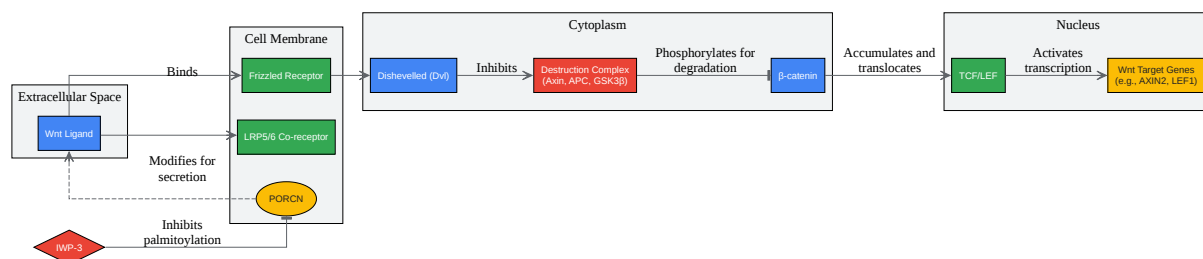 Cytoplasm
Nucleus
Cell Membrane
Extracellular Space
Binds
Frizzled Receptor
Dishevelled (Dvl)
Inhibits
Destruction Complex
(Axin, APC, GSK3β)
Phosphorylates for
degradation
β-catenin
Accumulates and
translocates
TCF/LEF
Activates
transcription
Wnt Target Genes
(e.g., AXIN2, LEF1)
Wnt Ligand
LRP5/6 Co-receptor
Modifies for
secretion
PORCN
Inhibits
palmitoylation
IWP-3